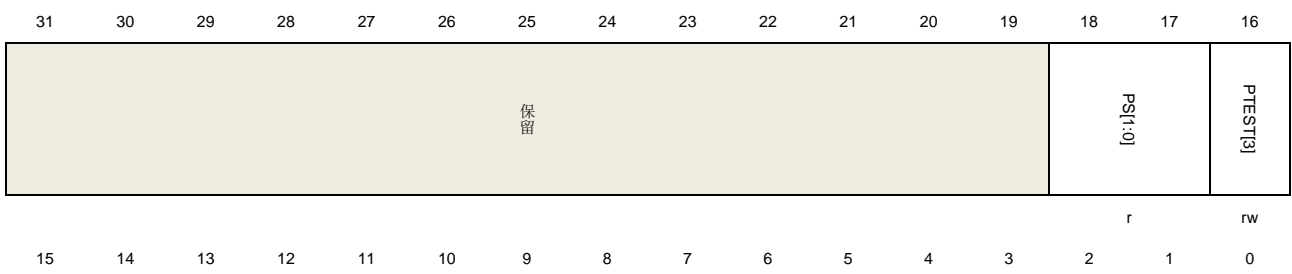 31 30 29 28 27 26 25 24 23 22 21 20 19 18 17 16
保留
PS[1:0]
PTEST[3]
r rw
15 14 13 12 11 10 9 8 7 6 5 4 3 2 1 0